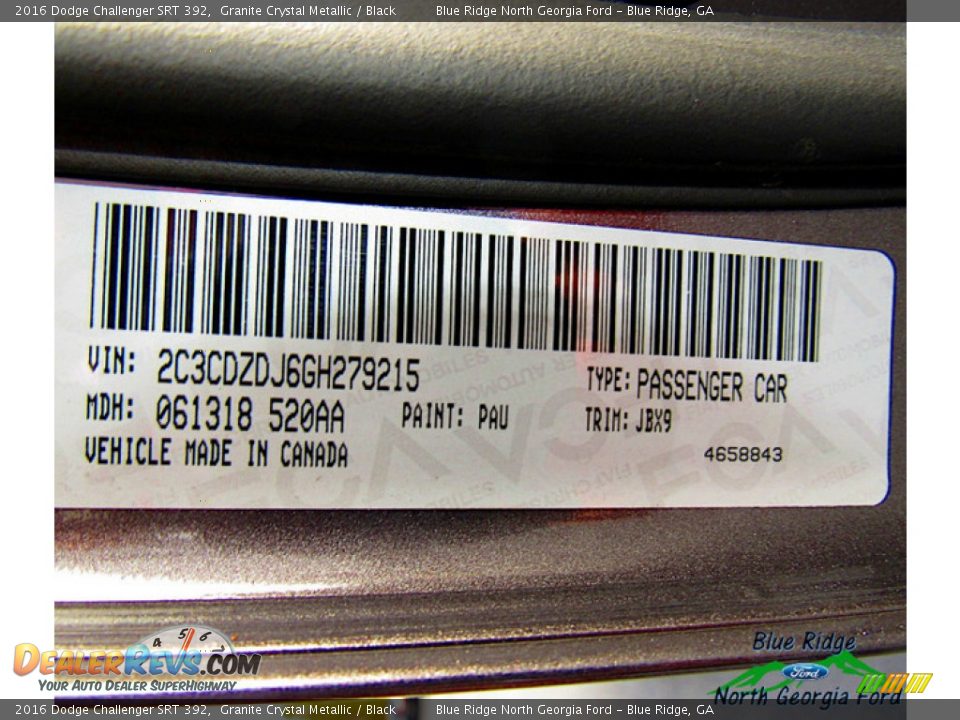 2016 Dodge Challenger SRT 392, Granite Crystal Metallic / Black Blue Ridge North Georgia Ford - Blue Ridge, GA
VIN: 2C3CDZDJ6GH279215
TYPE: PASSENGER CAR
MDH: 061318 520AA PAINT: PAU
TRIM: JBX9
VEHICLE MADE IN CANADA
4658843
4 5 6
DEALERREVS.COM
YOUR AUTO DEALER SUPERHIGHWAY
Blue Ridge
Ford
North Georgia Ford
2016 Dodge Challenger SRT 392, Granite Crystal Metallic / Black Blue Ridge North Georgia Ford - Blue Ridge, GA